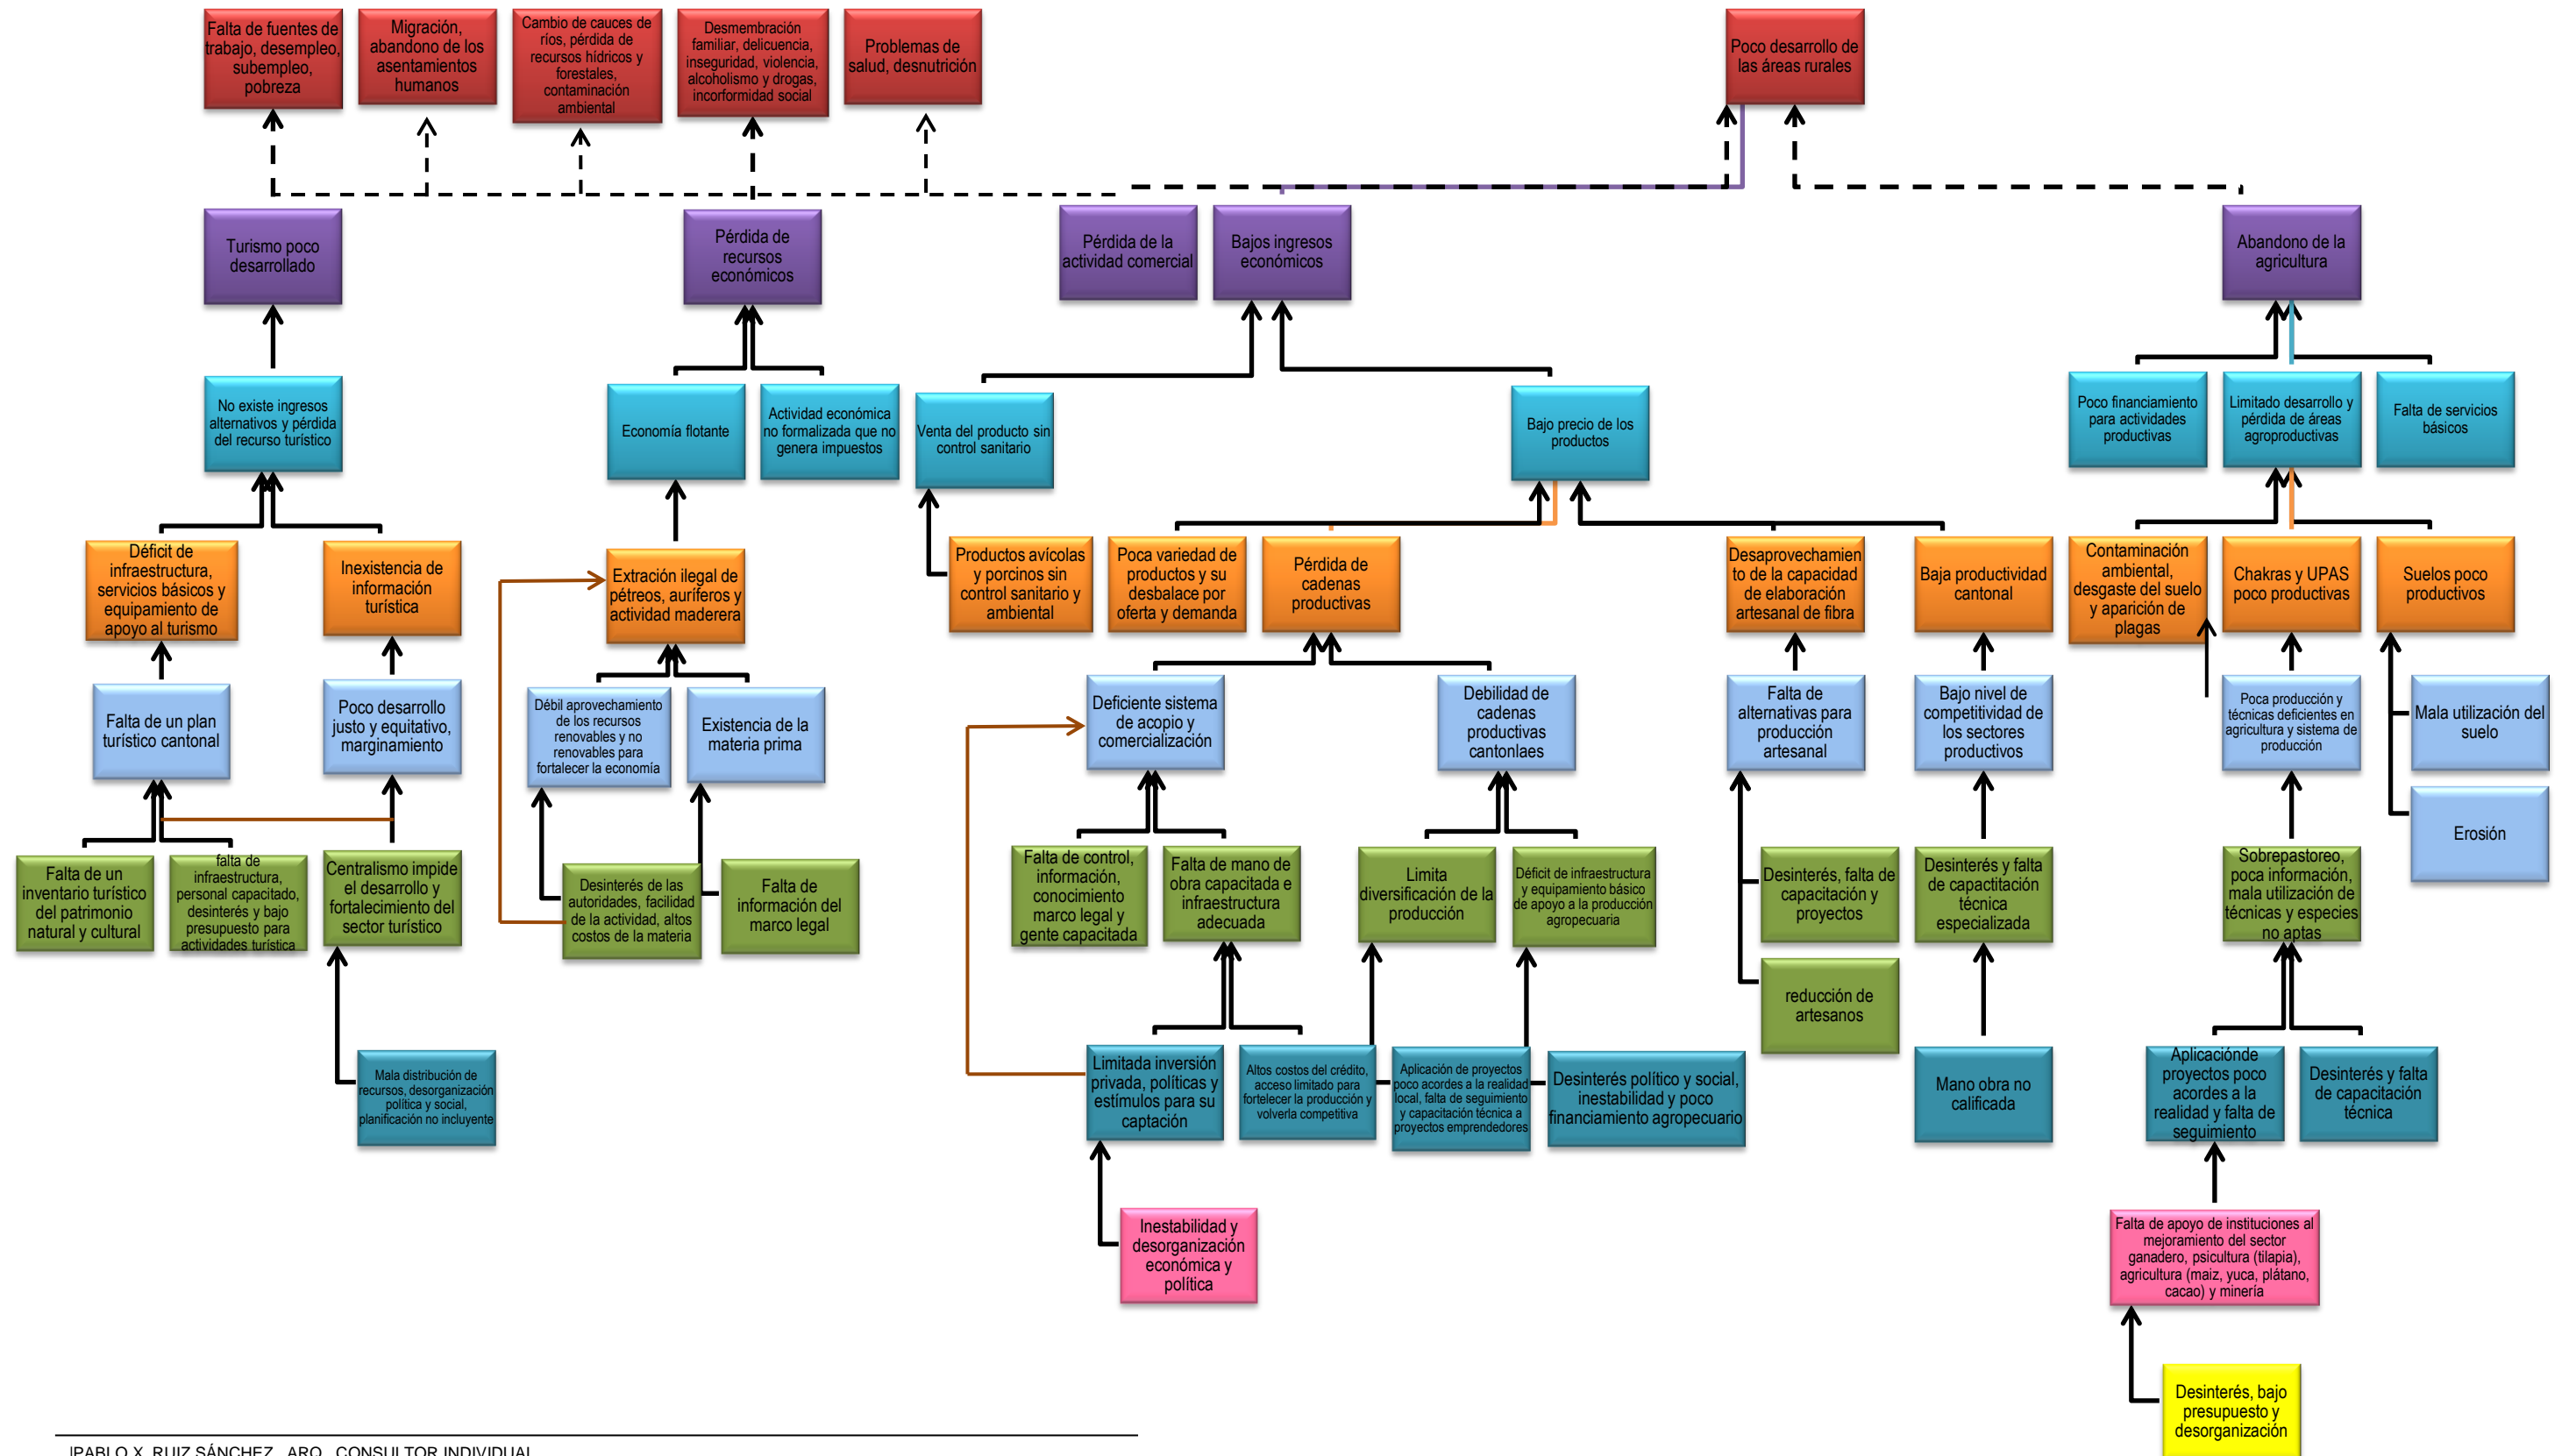 Falta de fuentes de
trabajo, desempleo,
subempleo,
pobreza
Migración,
abandono de los
asentamientos
humanos
Cambio de cauces de
ríos, pérdida de
recursos hídricos y
forestales,
contaminación
ambiental
Desmembración
familiar, delicuencia,
inseguridad, violencia,
alcoholismo y drogas,
incorformidad social
Problemas de
salud, desnutrición
Poco desarrollo de
las áreas rurales
Turismo poco
desarrollado
Pérdida de
recursos
económicos
Pérdida de la
actividad comercial
Bajos ingresos
económicos
Abandono de la
agricultura
No existe ingresos
alternativos y pérdida
del recurso turístico
Economía flotante
Actividad económica
no formalizada que no
genera impuestos
Venta del producto sin
control sanitario
Bajo precio de los
productos
Poco financiamiento
para actividades
productivas
Limitado desarrollo y
pérdida de áreas
agroproductivas
Falta de servicios
básicos
Déficit de
infraestructura,
servicios básicos y
equipamiento de
apoyo al turismo
Inexistencia de
información
turística
Extración ilegal de
pétreos, auríferos y
actividad maderera
Productos avícolas
y porcinos sin
control sanitario y
ambiental
Poca variedad de
productos y su
desbalace por
oferta y demanda
Pérdida de
cadenas
productivas
Desaprovechamien
to de la capacidad
de elaboración
artesanal de fibra
Baja productividad
cantonal
Contaminación
ambiental,
desgaste del suelo
y aparición de
plagas
Chakras y UPAS
poco productivas
Suelos poco
productivos
Falta de un plan
turístico cantonal
Poco desarrollo
justo y equitativo,
marginamiento
Débil aprovechamiento
de los recursos
renovables y no
renovables para
fortalecer la economía
Existencia de la
materia prima
Deficiente sistema
de acopio y
comercialización
Debilidad de
cadenas
productivas
cantonlaes
Falta de
alternativas para
producción
artesanal
Bajo nivel de
competitividad de
los sectores
productivos
Poca producción y
técnicas deficientes en
agricultura y sistema de
producción
Mala utilización del
suelo
Erosión
Falta de un
inventario turístico
del patrimonio
natural y cultural
falta de
infraestructura,
personal capacitado,
desinterés y bajo
presupuesto para
actividades turística
Centralismo impide
el desarrollo y
fortalecimiento del
sector turístico
Desinterés de las
autoridades, facilidad
de la actividad, altos
costos de la materia
Falta de
información del
marco legal
Falta de control,
información,
conocimiento
marco legal y
gente capacitada
Falta de mano de
obra capacitada e
infraestructura
adecuada
Limita
diversificación de la
producción
Déficit de infraestructura
y equipamiento básico
de apoyo a la producción
agropecuaria
Desinterés, falta de
capacitación y
proyectos
reducción de
artesanos
Desinterés y falta
de capactitación
técnica
especializada
Sobrepastoreo,
poca información,
mala utilización de
técnicas y especies
no aptas
Mala distribución de
recursos, desorganización
política y social,
planificación no incluyente
Limitada inversión
privada, políticas y
estímulos para su
captación
Altos costos del crédito,
acceso limitado para
fortelecer la producción y
volverla competitiva
Aplicación de proyectos
poco acordes a la realidad
local, falta de seguimiento
y capacitación técnica a
proyectos emprendedores
Desinterés político y social,
inestabilidad y poco
financiamiento agropecuario
Mano obra no
calificada
Aplicaciónde
proyectos poco
acordes a la
realidad y falta de
seguimiento
Desinterés y falta
de capacitación
técnica
Inestabilidad y
desorganización
económica y
política
Falta de apoyo de instituciones al
mejoramiento del sector
ganadero, psicultura (tilapia),
agricultura (maiz, yuca, plátano,
cacao) y minería
Desinterés, bajo
presupuesto y
desorganización
|PABLO X. RUIZ SÁNCHEZ, ARQ., CONSULTOR INDIVIDUAL